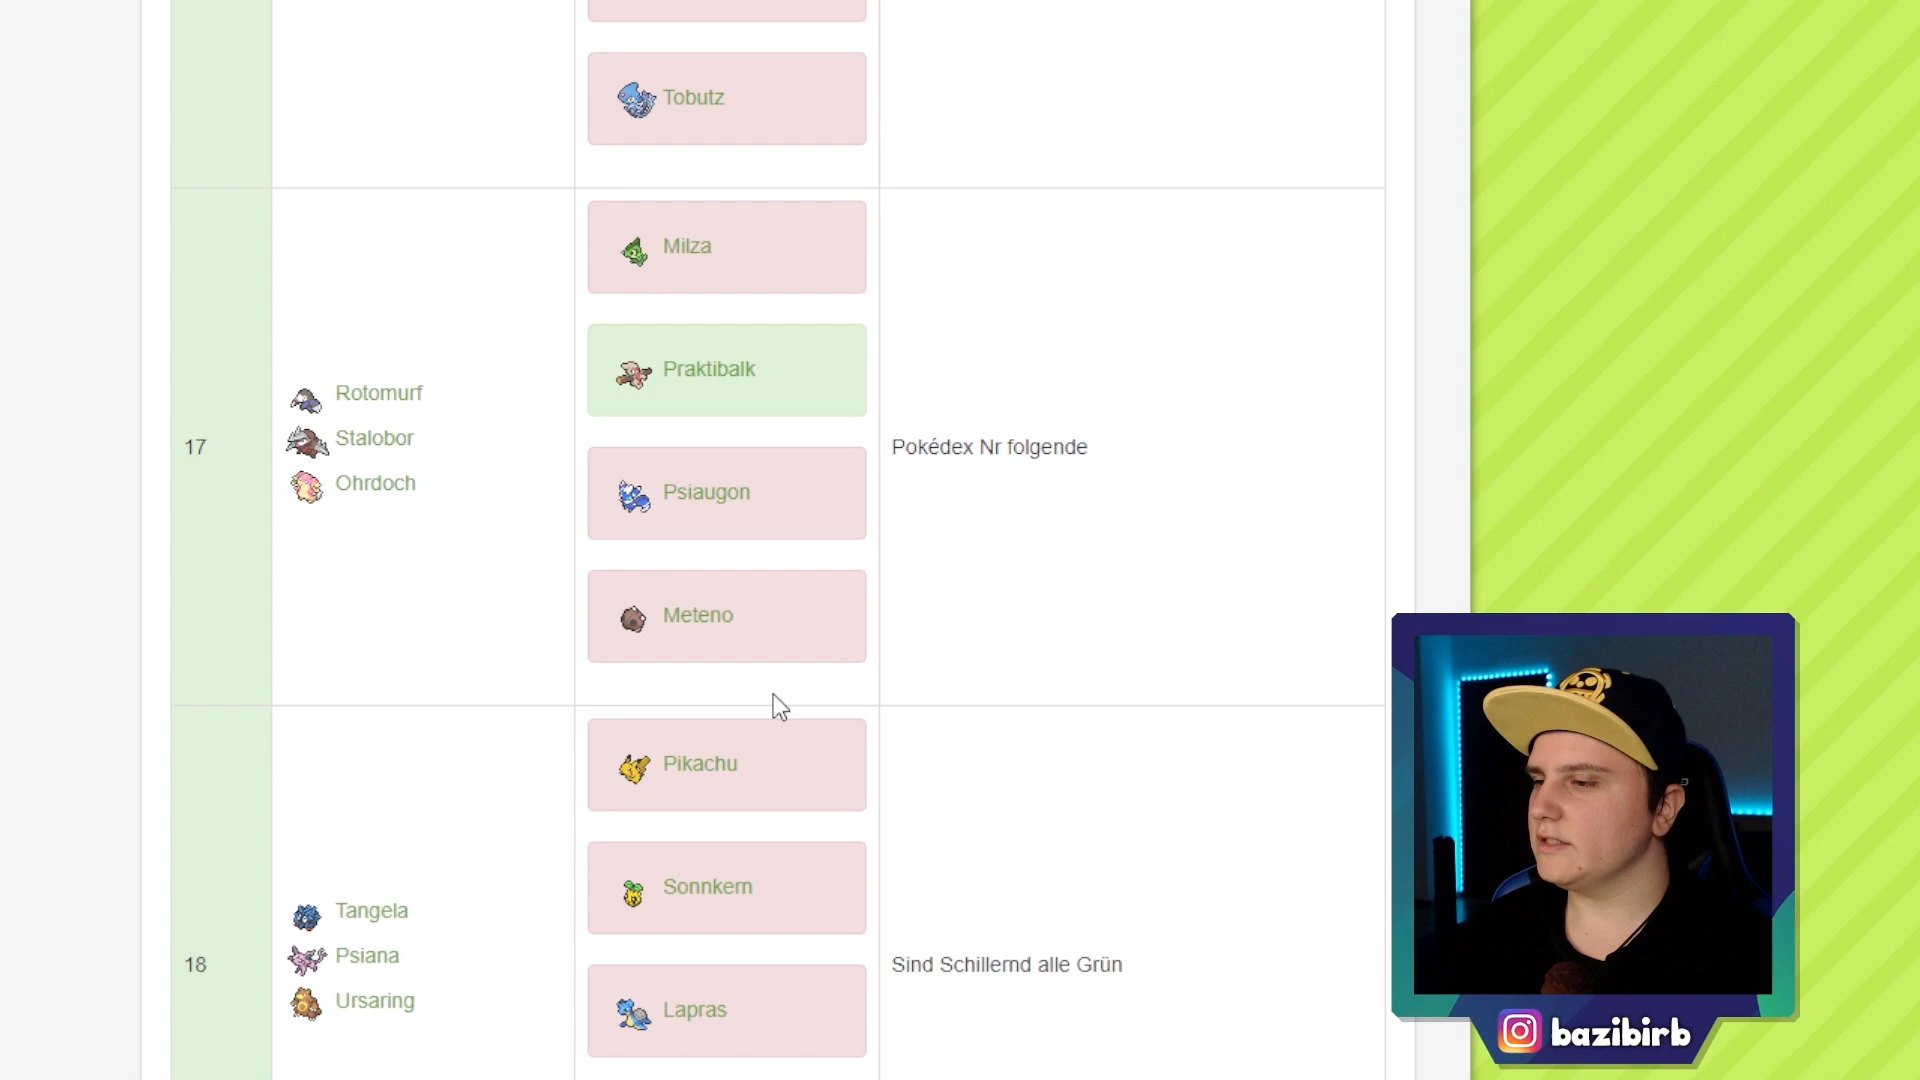 Tobutz
17
Rotomurf
Stalobor
Ohrdoch
Milza
Praktibalk
Psiaugon
Meteno
Pokédex Nr folgende
18
Tangela
Psiana
Ursaring
Pikachu
Sonnkern
Lapras
Sind Schillernd alle Grün
bazibirb